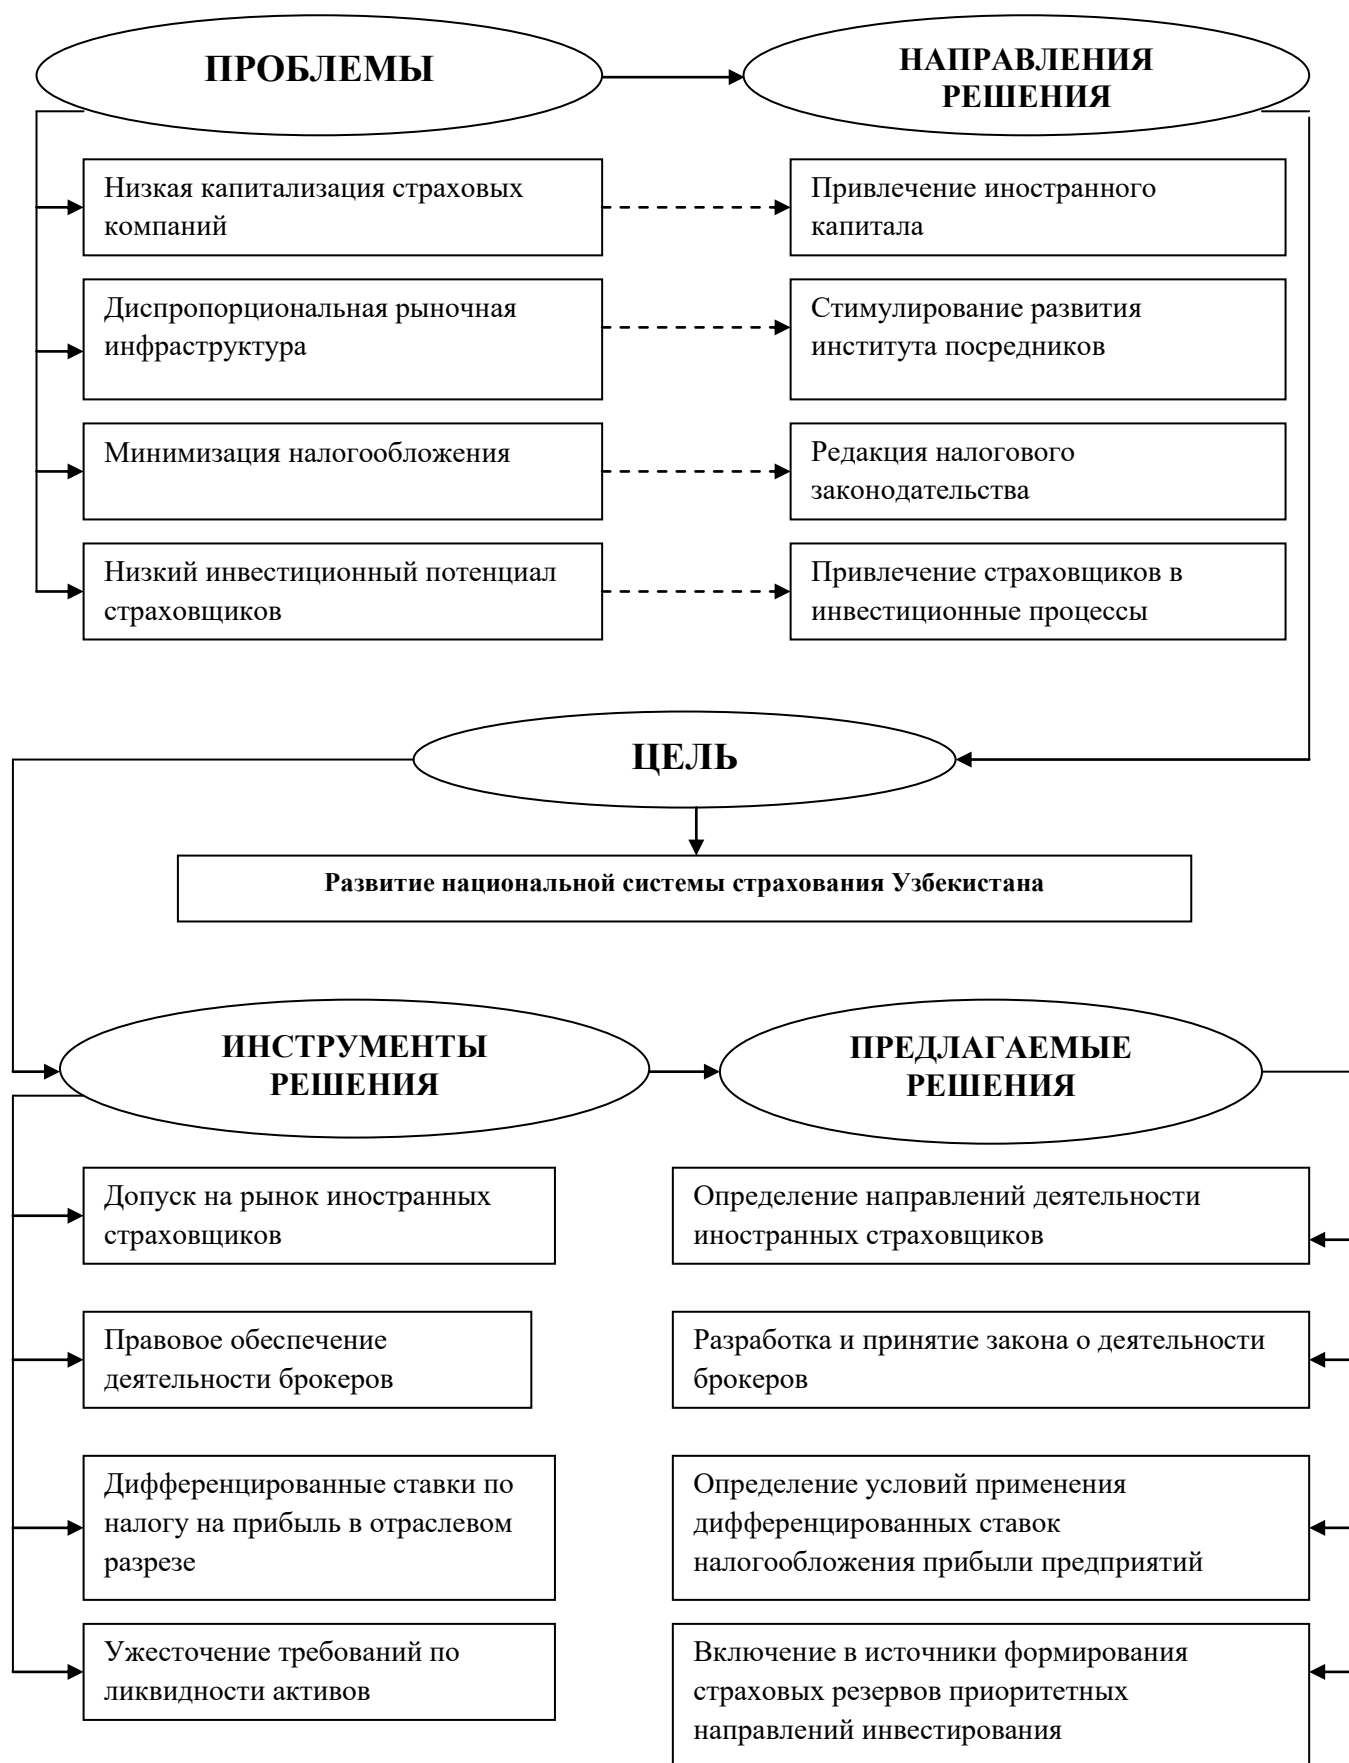 ПРОБЛЕМЫ
НАПРАВЛЕНИЯ
РЕШЕНИЯ
Низкая капитализация страховых
компаний
Привлечение иностранного
капитала
Диспропорциональная рыночная
инфраструктура
Стимулирование развития
института посредников
Минимизация налогообложения
Редакция налогового
законодательства
Низкий инвестиционный потенциал
страховщиков
Привлечение страховщиков в
инвестиционные процессы
ЦЕЛЬ
Развитие национальной системы страхования Узбекистана
ИНСТРУМЕНТЫ
РЕШЕНИЯ
ПРЕДЛАГАЕМЫЕ
РЕШЕНИЯ
Допуск на рынок иностранных
страховщиков
Определение направлений деятельности
иностранных страховщиков
Правовое обеспечение
деятельности брокеров
Разработка и принятие закона о деятельности
брокеров
Дифференцированные ставки по
налогу на прибыль в отраслевом
разрезе
Определение условий применения
дифференцированных ставок
налогообложения прибыли предприятий
Ужесточение требований по
ликвидности активов
Включение в источники формирования
страховых резервов приоритетных
направлений инвестирования